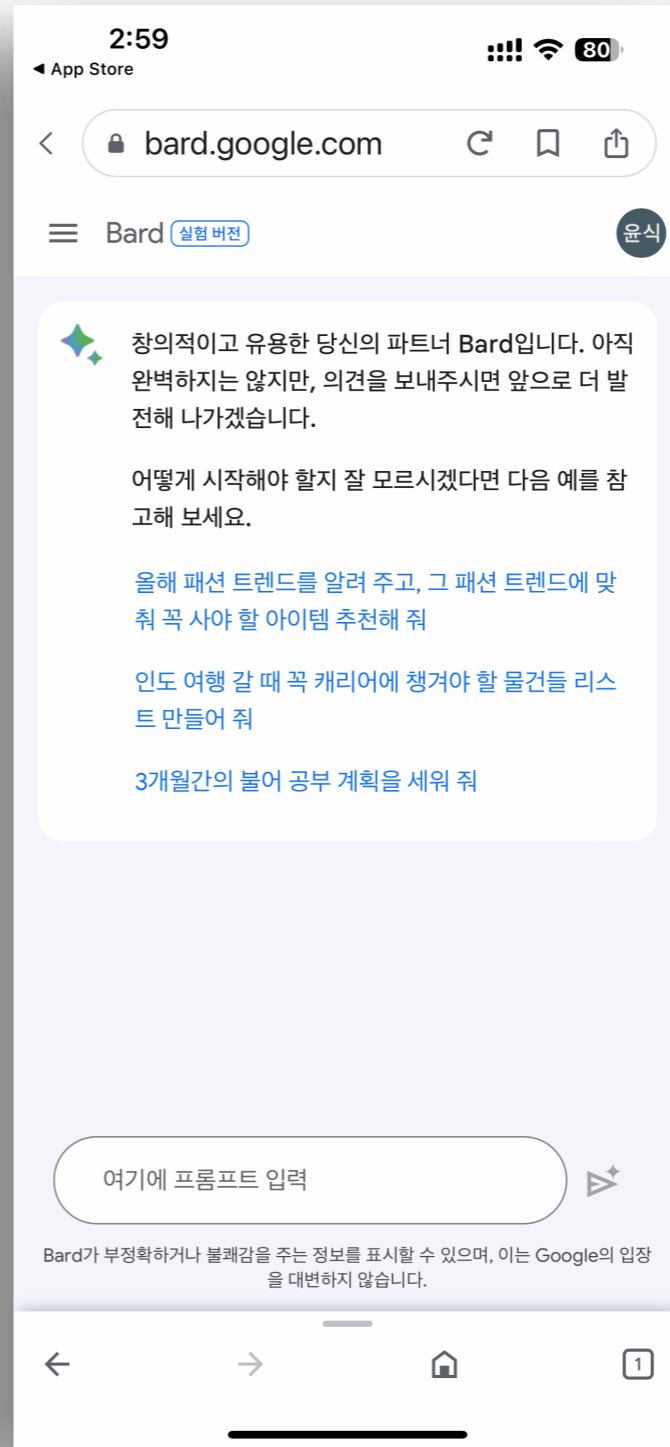 2:59
◀ App Store
80
bard.google.com
Bard 실험 버전
윤식
창의적이고 유용한 당신의 파트너 Bard입니다. 아직
완벽하지는 않지만, 의견을 보내주시면 앞으로 더 발
전해 나가겠습니다.
어떻게 시작해야 할지 잘 모르시겠다면 다음 예를 참
고해 보세요.
올해 패션 트렌드를 알려 주고, 그 패션 트렌드에 맞
춰 꼭 사야 할 아이템 추천해 줘
인도 여행 갈 때 꼭 캐리어에 챙겨야 할 물건들 리스
트 만들어 줘
3개월간의 불어 공부 계획을 세워 줘
여기에 프롬프트 입력
Bard가 부정확하거나 불쾌감을 주는 정보를 표시할 수 있으며, 이는 Google의 입장
을 대변하지 않습니다.
1